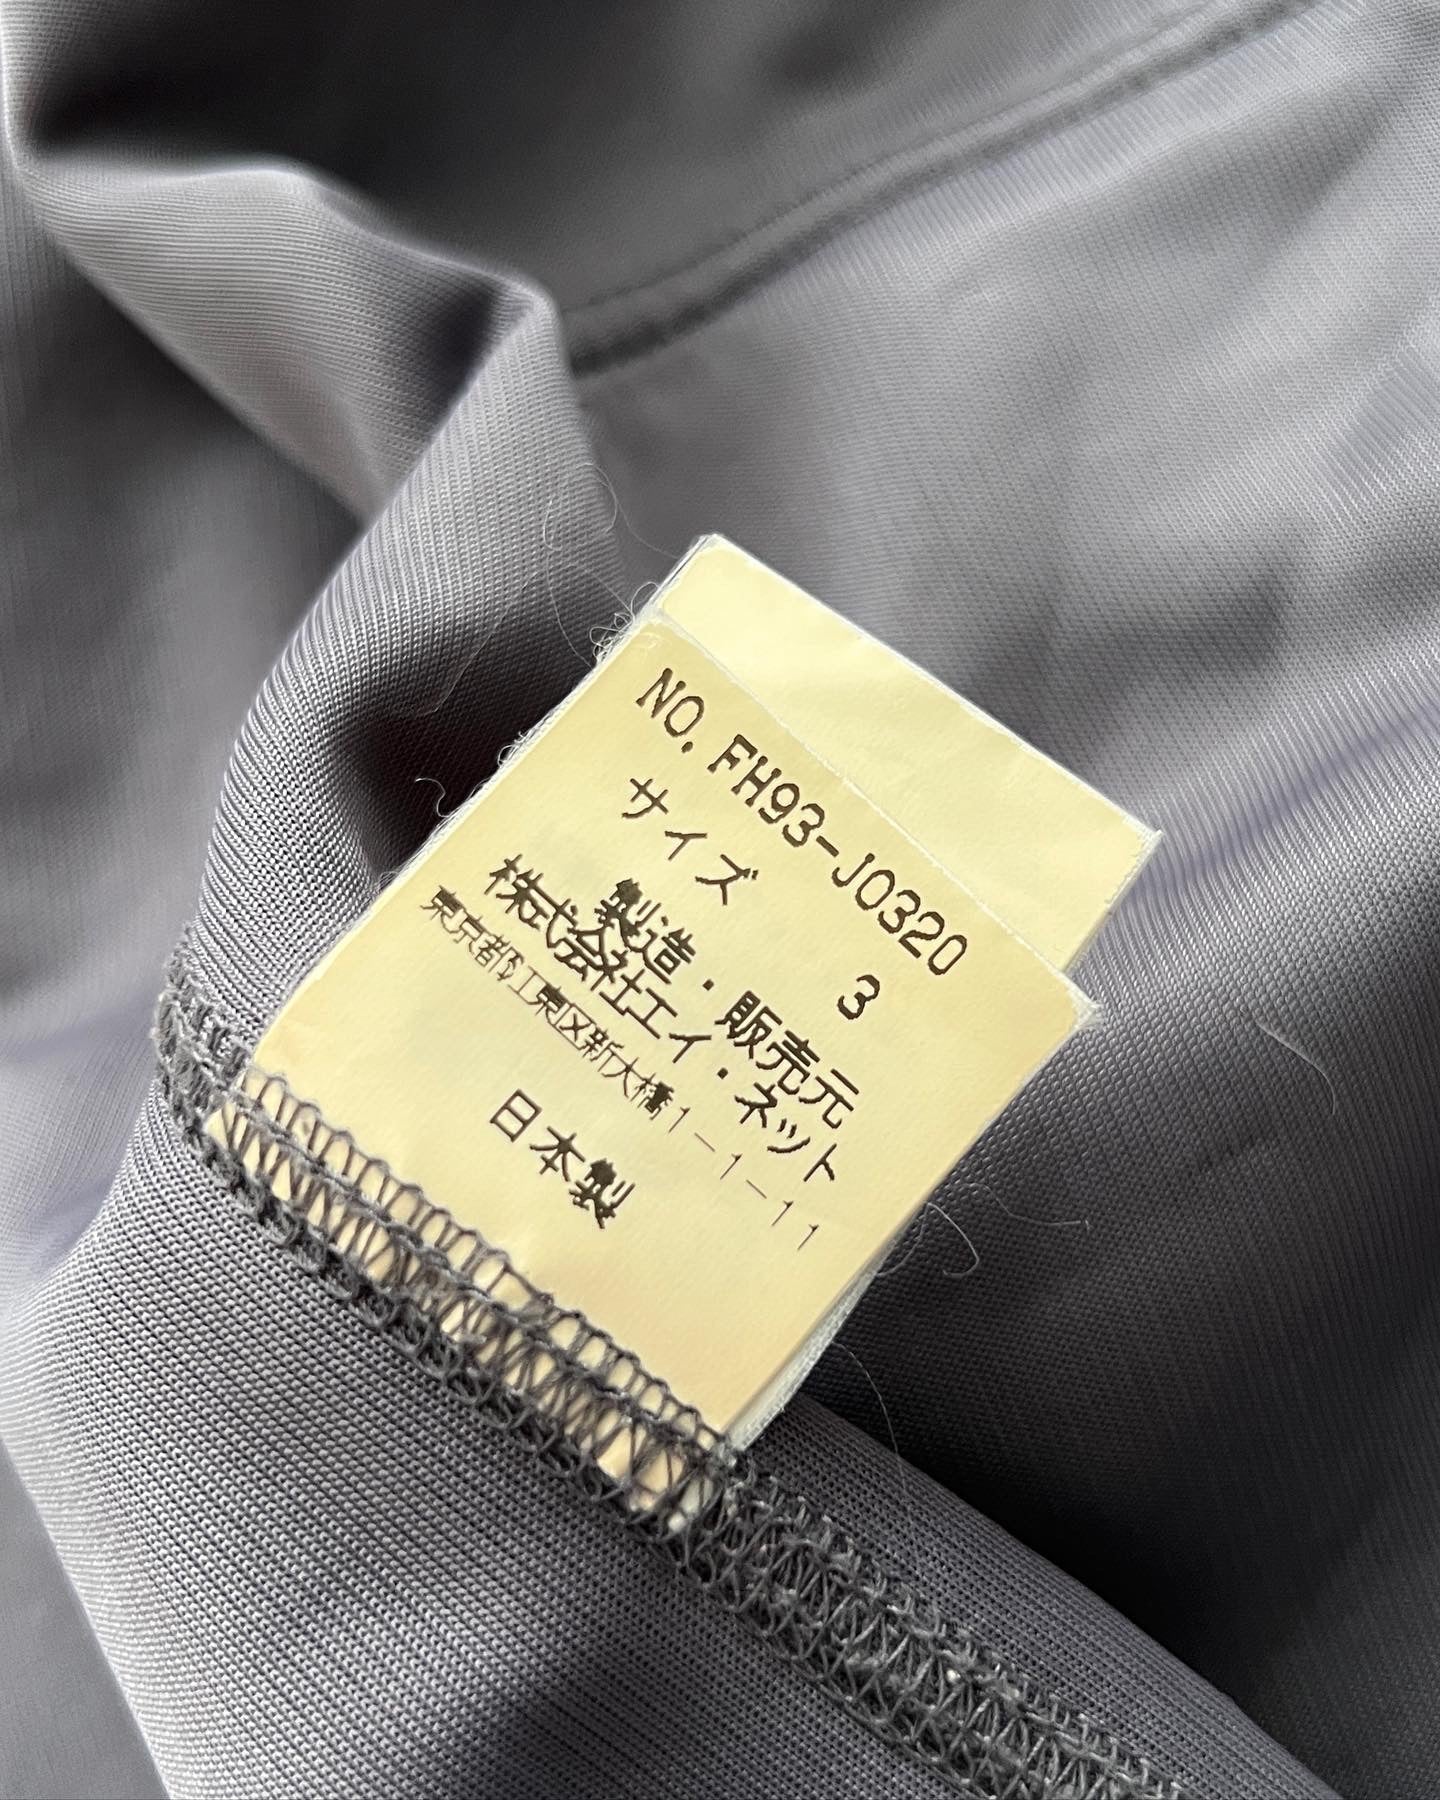 NO. FH93-J0320
サイズ 3
製造・販売元
株式会社エイ・ネット
東京都江東区新大橋1-1-11
日本製